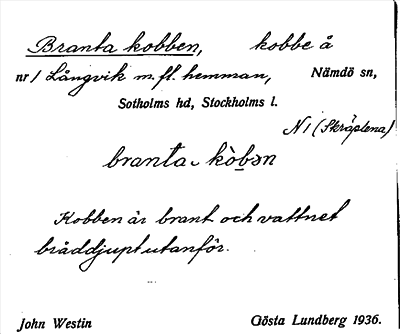 Branta kobben, kobbe å
nr 1 Långvik m. fl. hemman, Nämdö sn,
Sotholms hd, Stockholms l.
N 1 (Skräplena)
branta kòbən
Kobben är brant och vattnet
bråddjupt utanför.
John Westin Gösta Lundberg 1936.